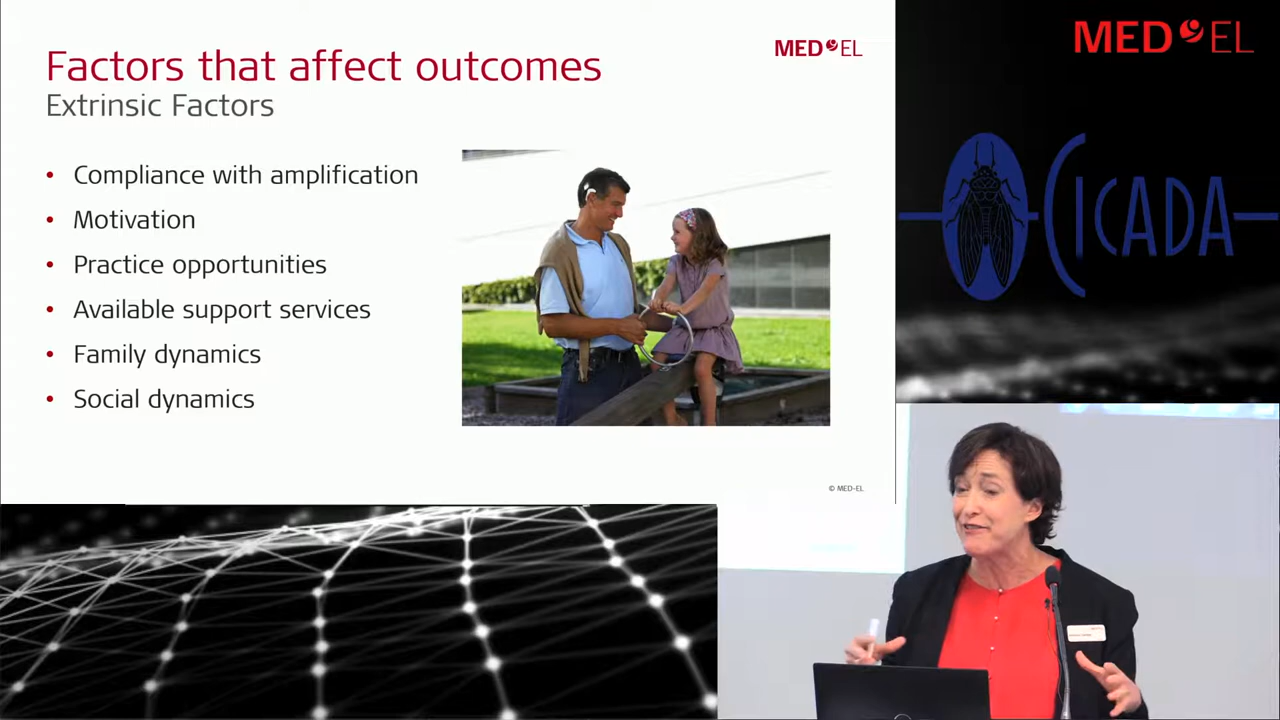 Factors that affect outcomes
MED EL
Extrinsic Factors
• Compliance with amplification
• Motivation
• Practice opportunities
• Available support services
• Family dynamics
• Social dynamics
© MED-EL
MED EL
CICADA